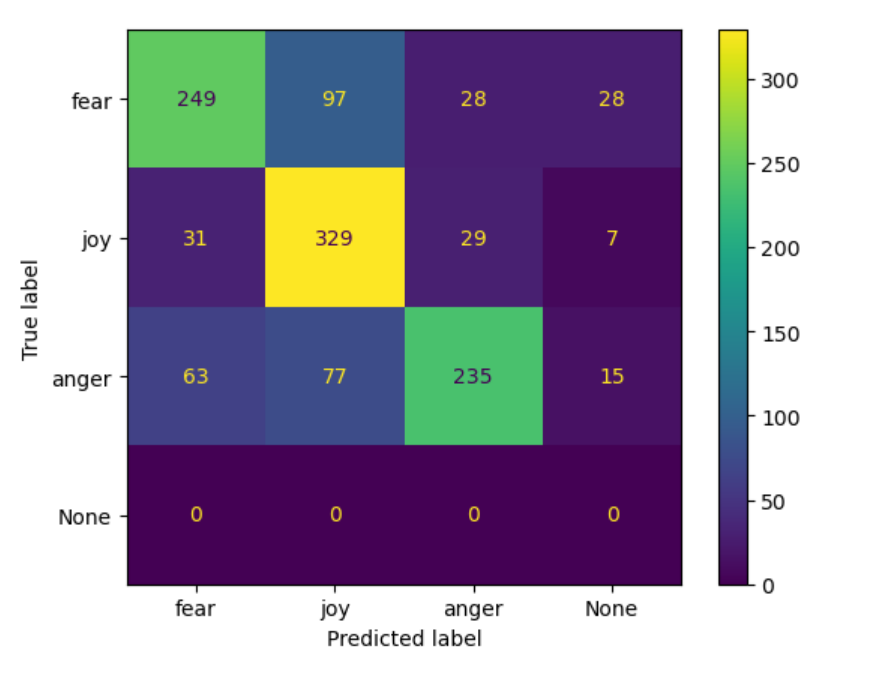 fear 249 97 28 28
joy 31 329 29 7
anger 63 77 235 15
None 0 0 0 0
fear joy anger None
Predicted label
True label
300
250
200
150
100
50
0